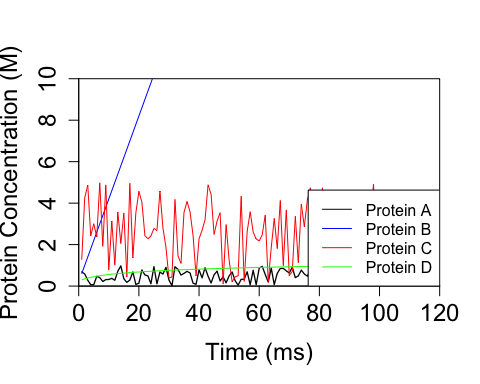 Protein Concentration (M)
10
8
6
4
2
0
Protein A
Protein B
Protein C
Protein D
0 20 40 60 80 100 120
Time (ms)